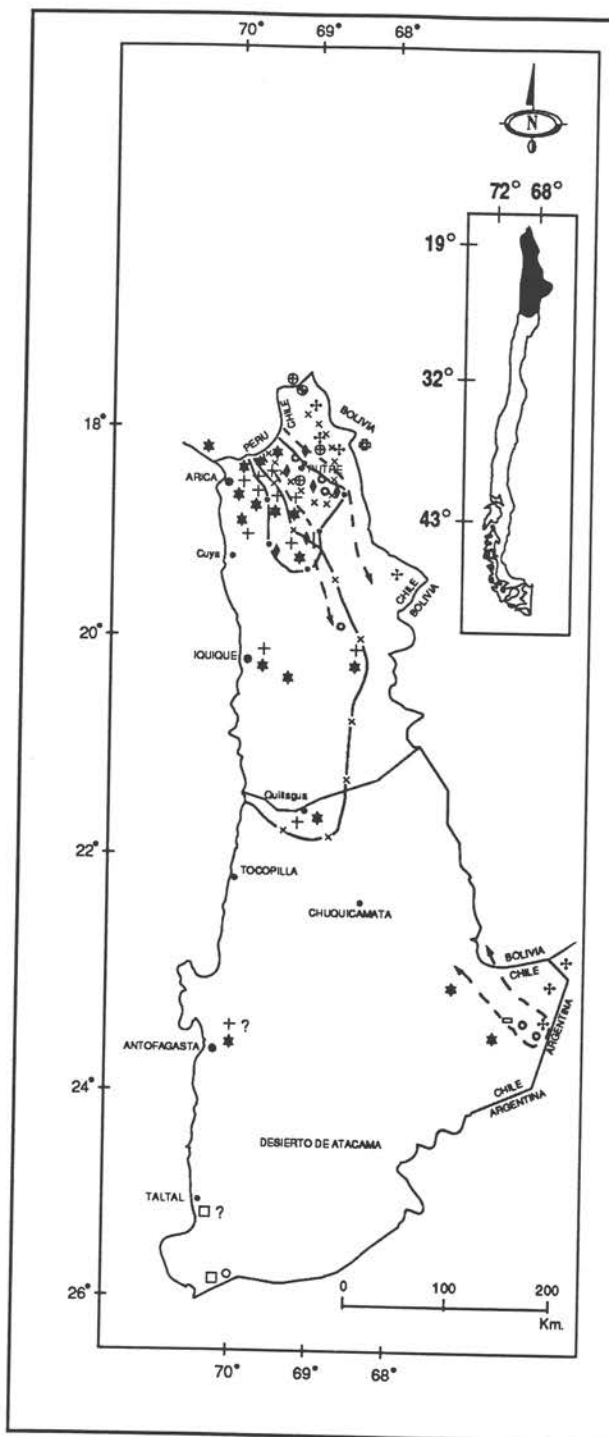 70° 69° 68°
N
72° 68°
19°
32°
43°
18°
PERU
CHILE
BOLIVIA
PUTRE
ARICA
Cuya
CHILE
BOLIVIA
20°
IQUIQUE
Quillagua
22°
TOCOPILLA
CHUQUICAMATA
BOLIVIA
CHILE
ARGENTINA
?
ANTOFAGASTA
24°
CHILE
ARGENTINA
DESIERTO DE ATACAMA
TALTAL
?
0 200
Km.
26°
70° 69° 68°